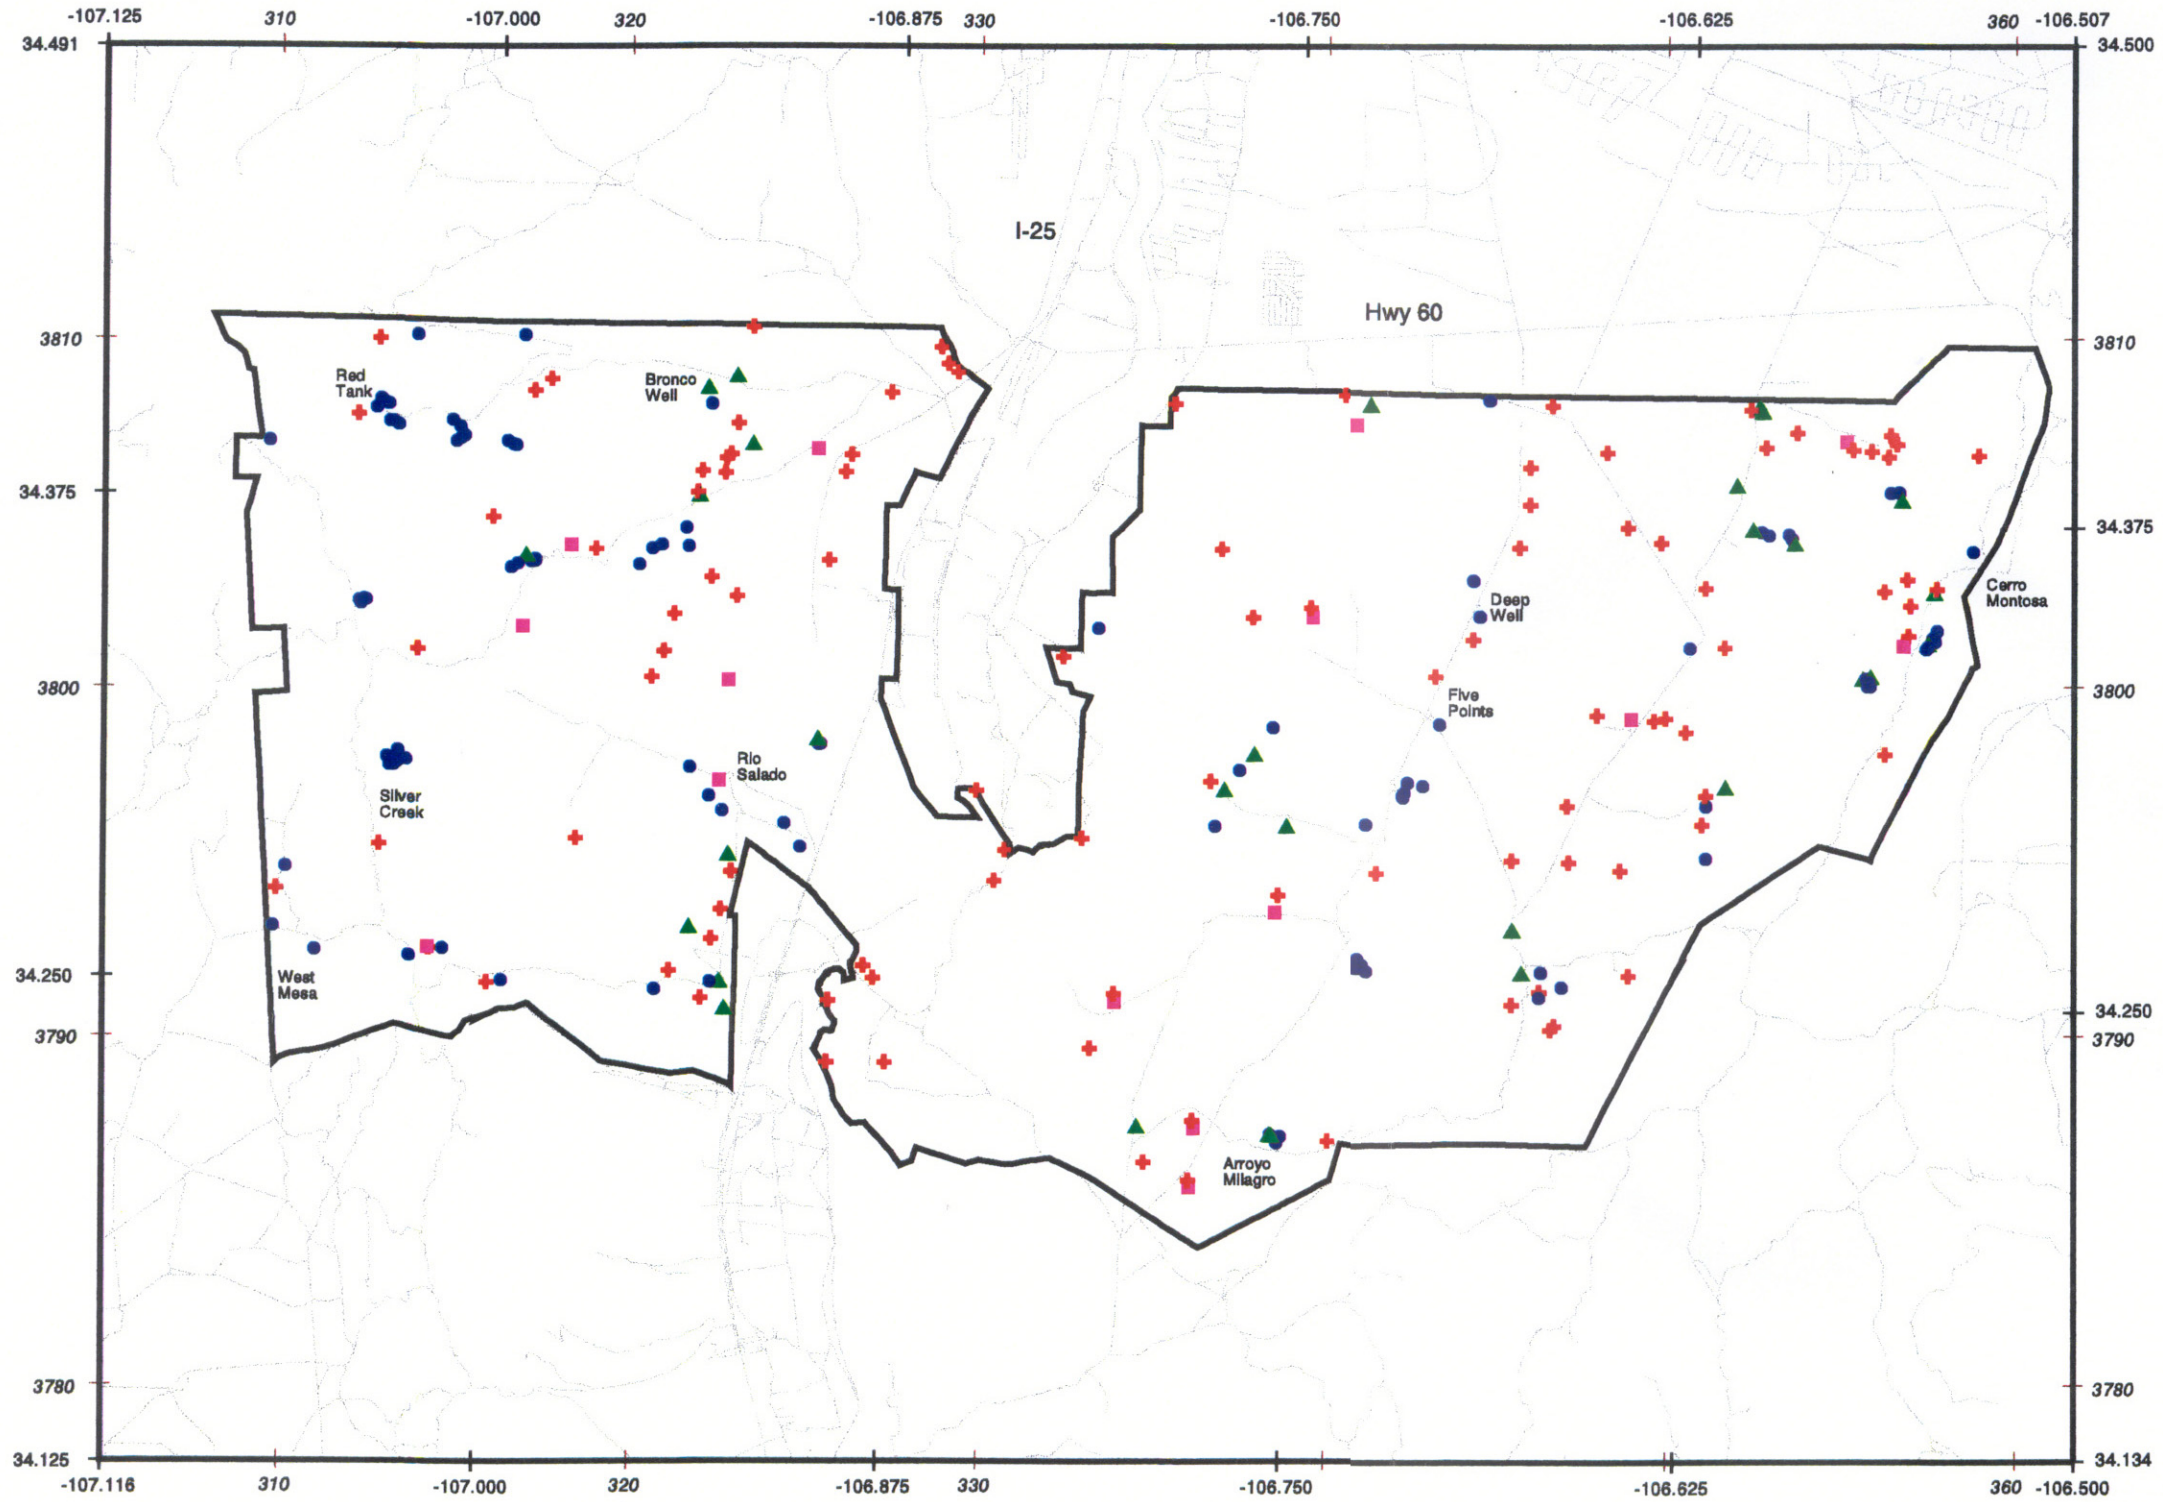 -107.125 310 -107.000 320 -106.875 330 -106.750 -106.625 360 -106.507
34.491 34.500
I-25
Hwy 60
3810 3810
Red
Tank
Bronco
Well
34.375
34.375
Cerro
Montosa
Deep
Well
3800 3800
Five
Points
Rio
Salado
Silver
Creek
34.250
West
Mesa
34.250
3790 3790
Arroyo
Milagro
3780 3780
34.125 34.134
-107.116 310 -107.000 320 -106.875 330 -106.750 -106.625 360 -106.500